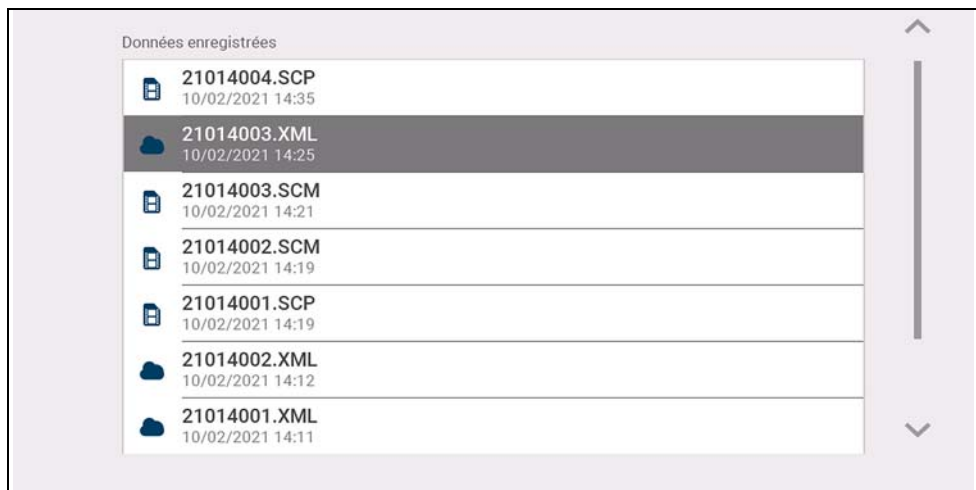 Données enregistrées
21014004.SCP
10/02/2021 14:35
21014003.XML
10/02/2021 14:25
21014003.SCM
10/02/2021 14:21
21014002.SCM
10/02/2021 14:19
21014001.SCP
10/02/2021 14:19
21014002.XML
10/02/2021 14:12
21014001.XML
10/02/2021 14:11